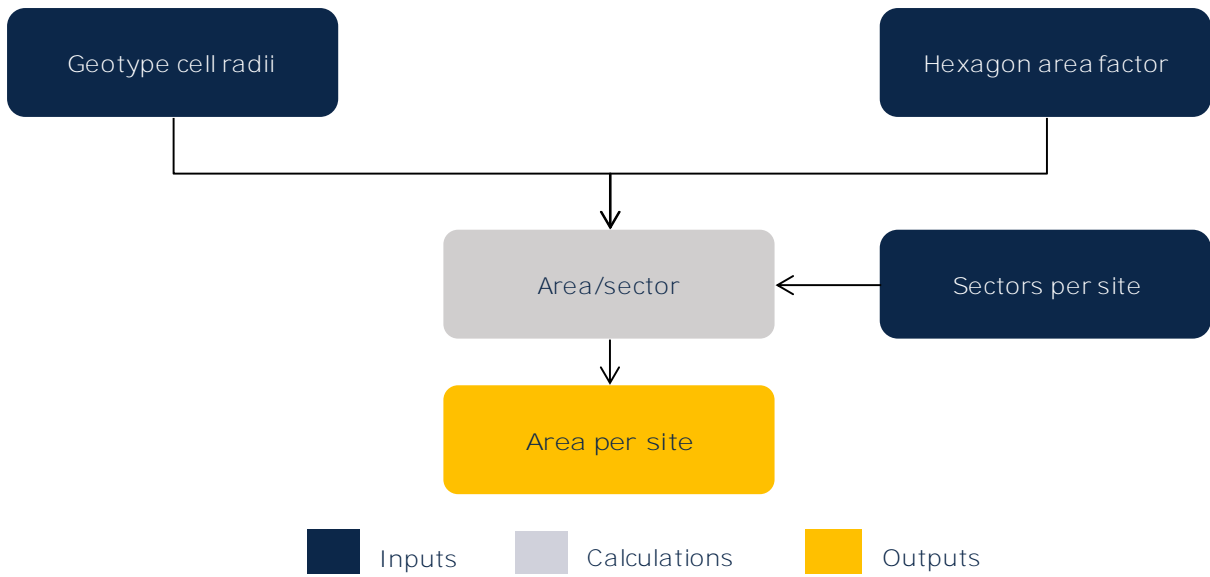 Geotype cell radii
Hexagon area factor
Area/sector
Sectors per site
Area per site
Inputs
Calculations
Outputs